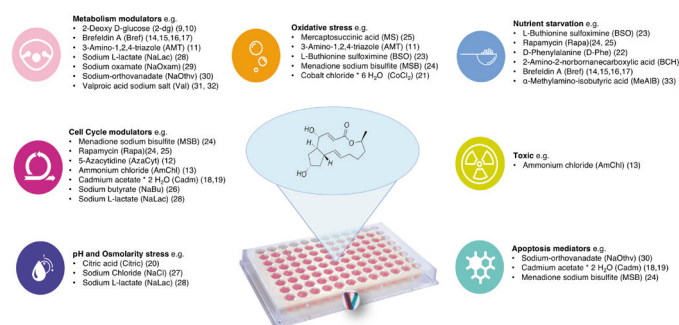 Metabolism modulators e.g.
• 2-Deoxy D-glucose (2-dg) (9,10)
• Brefeldin A (Bref) (14,15,16,17)
• 3-Amino-1,2,4-triazole (AMT) (11)
• Sodium L-lactate (NaLac) (28)
• Sodium oxamate (NaOxam) (29)
• Sodium-orthovanadate (NaOthv) (30)
• Valproic acid sodium salt (Val) (31, 32)
Oxidative stress e.g.
• Mercaptosuccinic acid (MS) (25)
• 3-Amino-1,2,4-triazole (AMT) (11)
• L-Buthionine sulfoximine (BSO) (23)
• Menadione sodium bisulfite (MSB) (24)
• Cobalt chloride * 6 H₂O (CoCl₂) (21)
Nutrient starvation e.g.
• L-Buthionine sulfoximine (BSO) (23)
• Rapamycin (Rapa)(24, 25)
• D-Phenylalanine (D-Phe) (22)
• 2-Amino-2-norbornanecarboxylic acid (BCH)
• Brefeldin A (Bref) (14,15,16,17)
• α-Methylamino-isobutyric acid (MeAIB) (33)
Cell Cycle modulators e.g.
• Menadione sodium bisulfite (MSB) (24)
• Rapamycin (Rapa)(24, 25)
• 5-Azacytidine (AzaCyt) (12)
• Ammonium chloride (AmChl) (13)
• Cadmium acetate * 2 H₂O (Cadm) (18,19)
• Sodium butyrate (NaBu) (26)
• Sodium L-lactate (NaLac) (28)
HO
O
O
H
H
HO
Toxic e.g.
• Ammonium chloride (AmChl) (13)
pH and Osmolarity stress e.g.
• Citric acid (Citric) (20)
• Sodium Chloride (NaCl) (27)
• Sodium L-lactate (NaLac) (28)
Apoptosis mediators e.g.
• Sodium-orthovanadate (NaOthv) (30)
• Cadmium acetate * 2 H₂O (Cadm) (18,19)
• Menadione sodium bisulfite (MSB) (24)